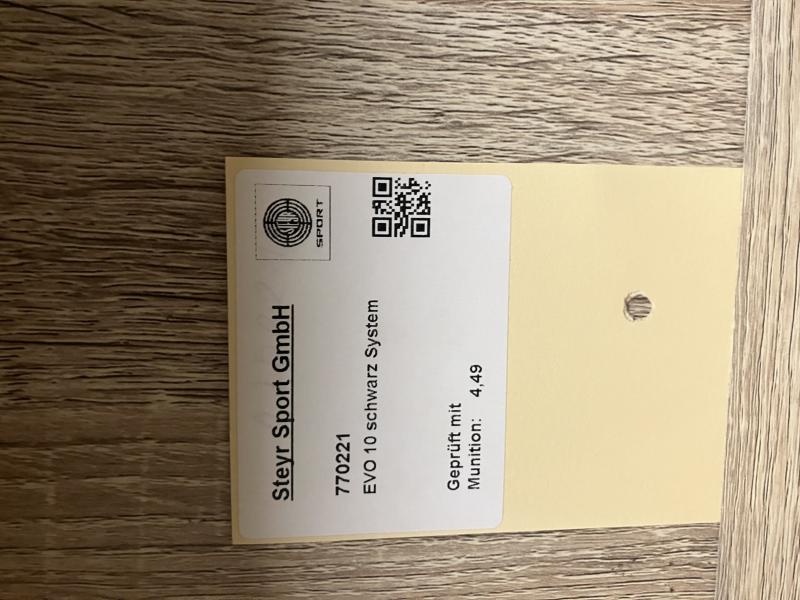 Steyr Sport GmbH
SPORT
770221
EVO 10 schwarz System
Geprüft mit
Munition: 4,49